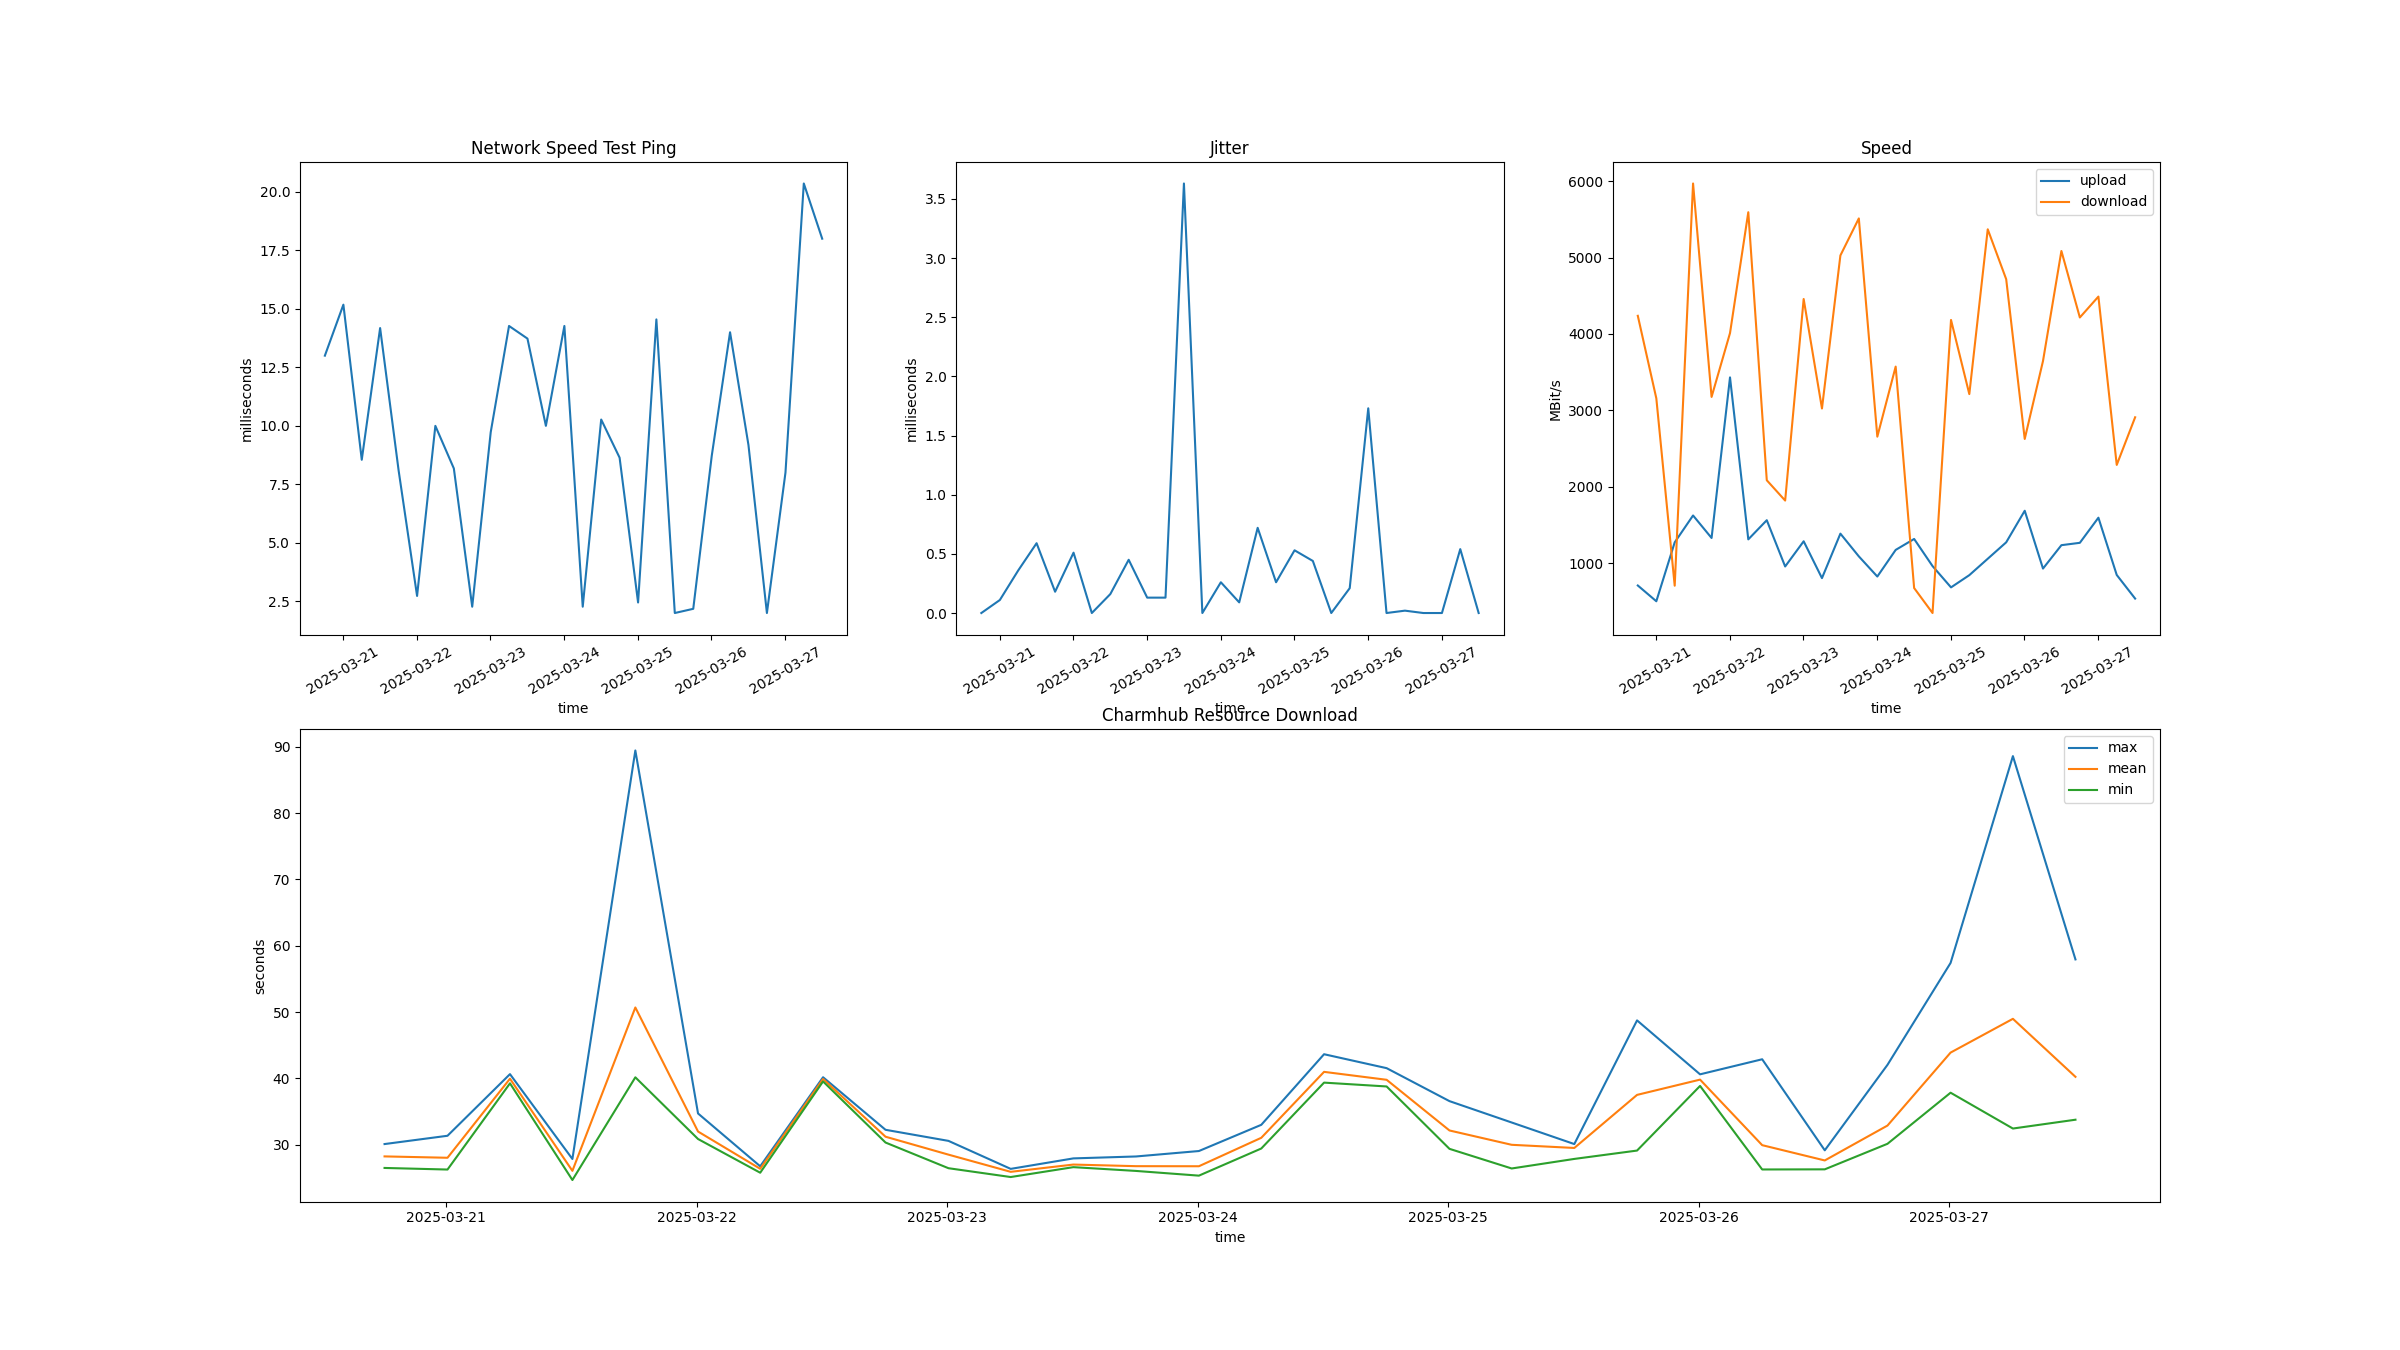 Network Speed Test Ping
milliseconds
20.0
17.5
15.0
12.5
10.0
7.5
5.0
2.5
2025-03-21 2025-03-22 2025-03-23 2025-03-24 2025-03-25 2025-03-26 2025-03-27
time
Jitter
milliseconds
3.5
3.0
2.5
2.0
1.5
1.0
0.5
0.0
2025-03-21 2025-03-22 2025-03-23 2025-03-24 2025-03-25 2025-03-26 2025-03-27
time
Speed
MBit/s
6000
5000
4000
3000
2000
1000
upload
download
2025-03-21 2025-03-22 2025-03-23 2025-03-24 2025-03-25 2025-03-26 2025-03-27
time
Charmhub Resource Download
seconds
90
80
70
60
50
40
30
max
mean
min
2025-03-21 2025-03-22 2025-03-23 2025-03-24 2025-03-25 2025-03-26 2025-03-27
time